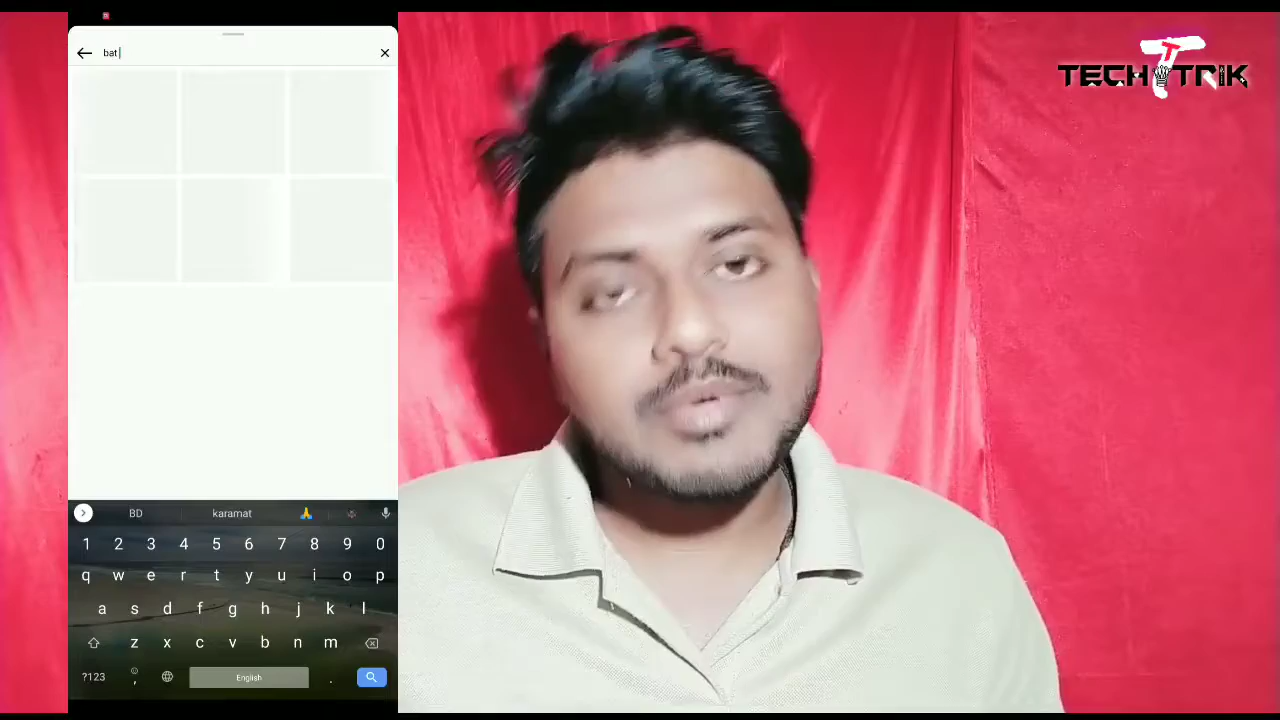 bat
TECH TRIK
BD karamat
1 2 3 4 5 6 7 8 9 0
q w e r t y u i o p
a s d f g h j k l
z x c v b n m
?123 , English .